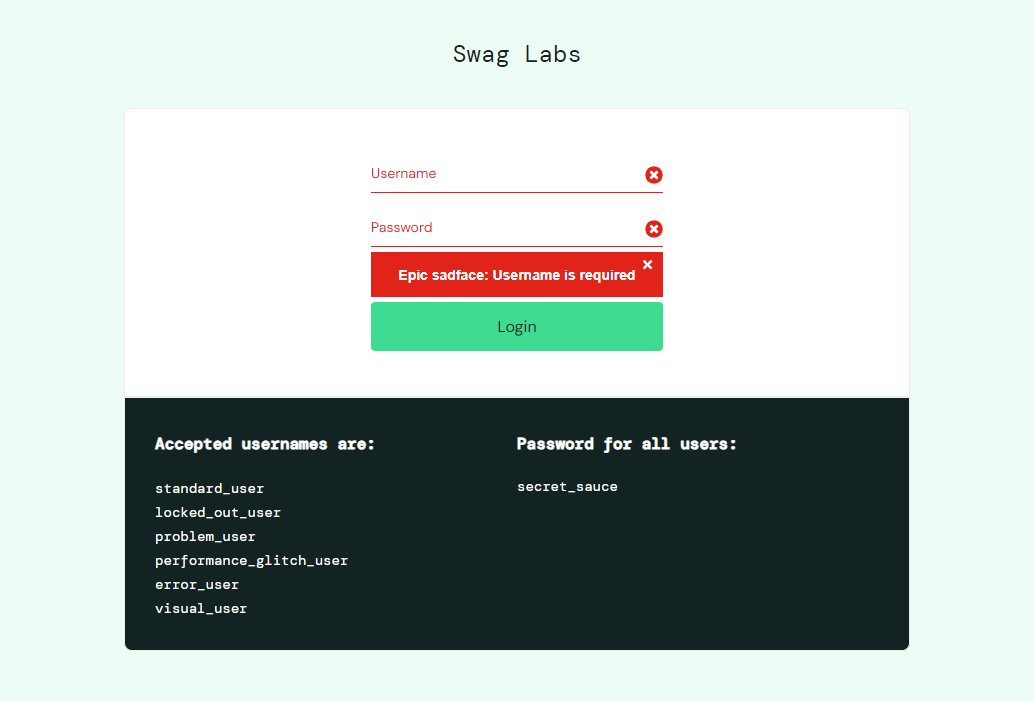 Swag Labs
Username
Password
Epic sadface: Username is required
Login
Accepted usernames are:
standard_user
locked_out_user
problem_user
performance_glitch_user
error_user
visual_user
Password for all users:
secret_sauce